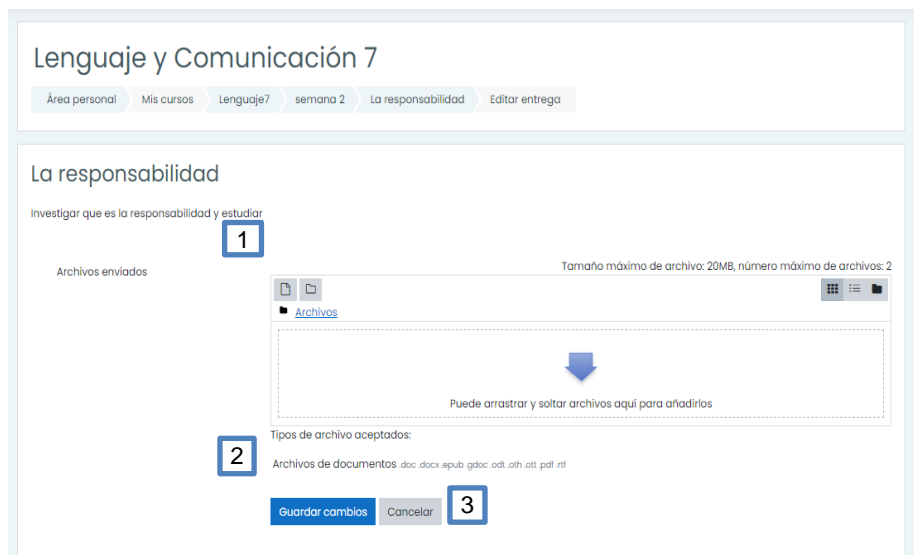 Lenguaje y Comunicación 7
Área personal Mis cursos Lenguaje7 semana 2 La responsabilidad Editar entrega
La responsabilidad
Investigar que es la responsabilidad y estudiar
1
Archivos enviados
Tamaño máximo de archivo: 20MB, número máximo de archivos: 2
Archivos
Puede arrastrar y soltar archivos aquí para añadirlos
Tipos de archivo aceptados:
2
Archivos de documentos .doc .docx .epub .gdoc .odt .oth .ott .pdf .rtf
Guardar cambios Cancelar 3